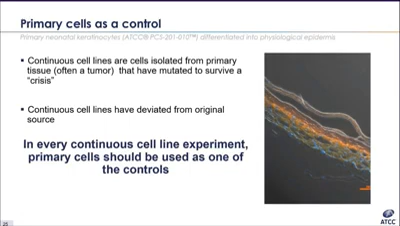 Primary cells as a control
Primary neonatal keratinocytes (ATCC® PCS-201-010™) differentiated into physiological epidermis
▪ Continuous cell lines are cells isolated from primary
tissue (often a tumor) that have mutated to survive a
“crisis”
▪ Continuous cell lines have deviated from original
source
In every continuous cell line experiment,
primary cells should be used as one of
the controls
25
ATCC